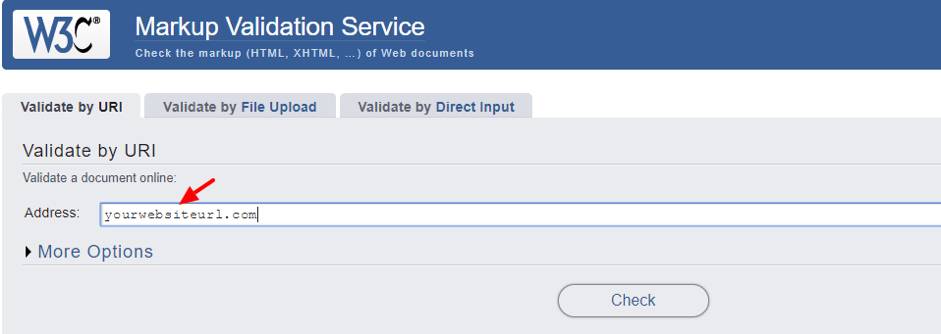 W3C®
Markup Validation Service
Check the markup (HTML, XHTML, …) of Web documents
Validate by URI Validate by File Upload Validate by Direct Input
Validate by URI
Validate a document online:
Address: yourwebsiteurl.com
More Options
Check